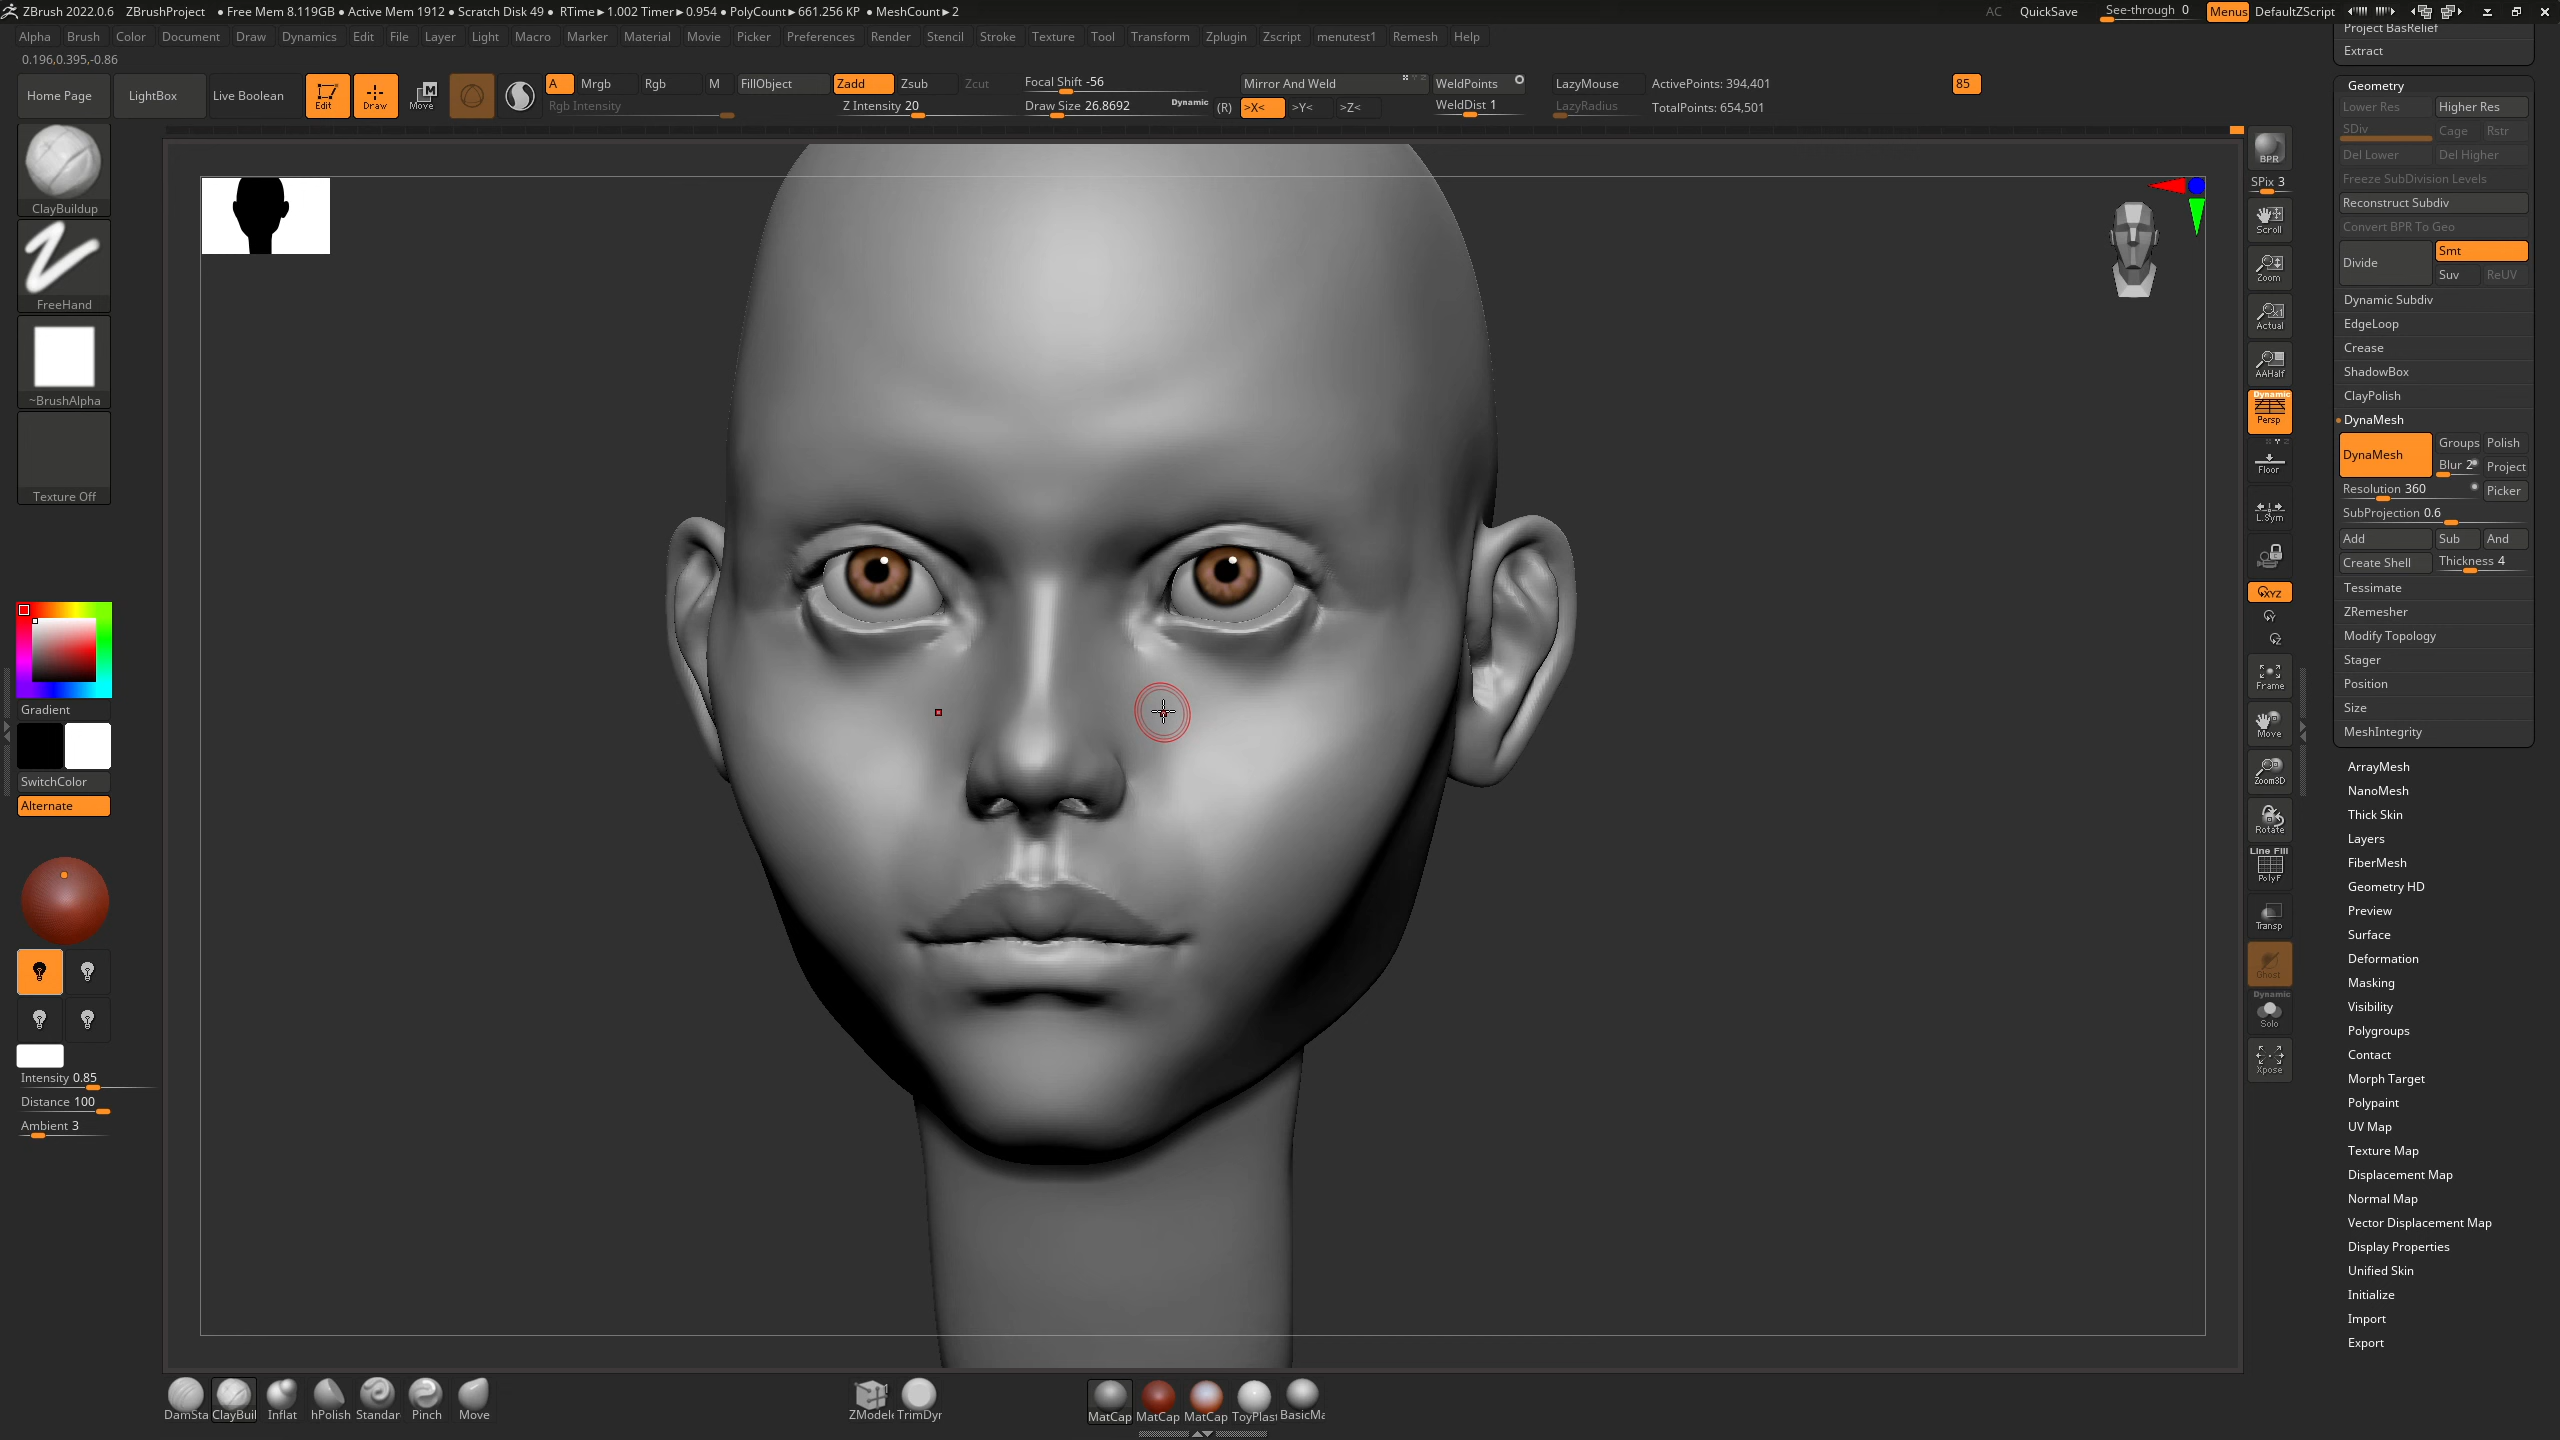 ZBrush 2022.0.6 ZBrushProject ● Free Mem 8.119GB ● Active Mem 1912 ● Scratch Disk 49 ● RTime►1.002 Timer►0.954 ● PolyCount►661.256 KP ● MeshCount►2 AC QuickSave See-through 0 Menus DefaultZScript
Alpha Brush Color Document Draw Dynamics Edit File Layer Light Macro Marker Material Movie Picker Preferences Render Stencil Stroke Texture Tool Transform Zplugin Zscript menutest1 Remesh Help
0.196,0.395,-0.86
Home Page LightBox Live Boolean Edit Draw Move
A Mrgb Rgb M FillObject Zadd Zsub Zcut Focal Shift -56 Mirror And Weld WeldPoints LazyMouse ActivePoints: 394,401 85
Rgb Intensity Z Intensity 20 Draw Size 26.8692 Dynamic (R) >X< >Y< >Z< WeldDist 1 LazyRadius TotalPoints: 654,501
ClayBuildup
FreeHand
~BrushAlpha
Texture Off
Gradient
SwitchColor
Alternate
Intensity 0.85
Distance 100
Ambient 3
BPR
SPix 3
Scroll
Zoom
Actual
AAHalf
Dynamic
Persp
Floor
L.Sym
XYZ
Y
Z
Frame
Move
Zoom3D
Rotate
Line Fill
PolyF
Transp
Ghost
Dynamic
Solo
Xpose
Project BasRelief
Extract
Geometry
Lower Res Higher Res
SDiv Cage Rstr
Del Lower Del Higher
Freeze SubDivision Levels
Reconstruct Subdiv
Convert BPR To Geo
Divide Smt
Suv ReUV
Dynamic Subdiv
EdgeLoop
Crease
ShadowBox
ClayPolish
DynaMesh
DynaMesh Groups Polish
Blur 2 Project
Resolution 360 Picker
SubProjection 0.6
Add Sub And
Create Shell Thickness 4
Tessimate
ZRemesher
Modify Topology
Stager
Position
Size
MeshIntegrity
ArrayMesh
NanoMesh
Thick Skin
Layers
FiberMesh
Geometry HD
Preview
Surface
Deformation
Masking
Visibility
Polygroups
Contact
Morph Target
Polypaint
UV Map
Texture Map
Displacement Map
Normal Map
Vector Displacement Map
Display Properties
Unified Skin
Initialize
Import
Export
DamSta ClayBuil Inflat hPolish Standar Pinch Move ZModele TrimDyr MatCap MatCap MatCap ToyPlast BasicMa